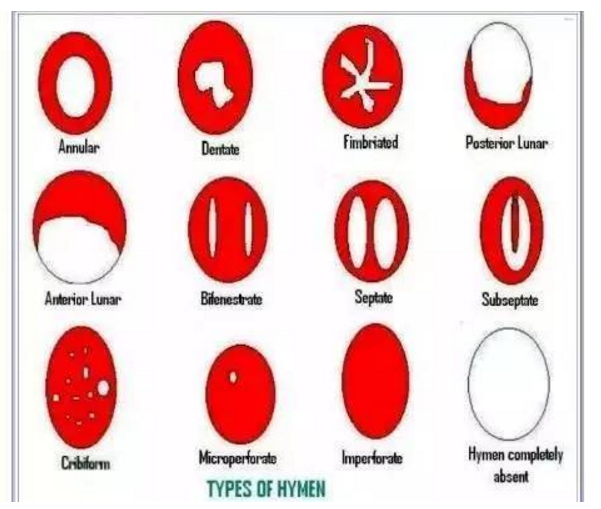 Annular
Dentate
Fimbriated
Posterior Lunar
Anterior Lunar
Bifenestrate
Septate
Subseptate
Cribiform
Microperforate
Imperforate
Hymen completely
absent
TYPES OF HYMEN